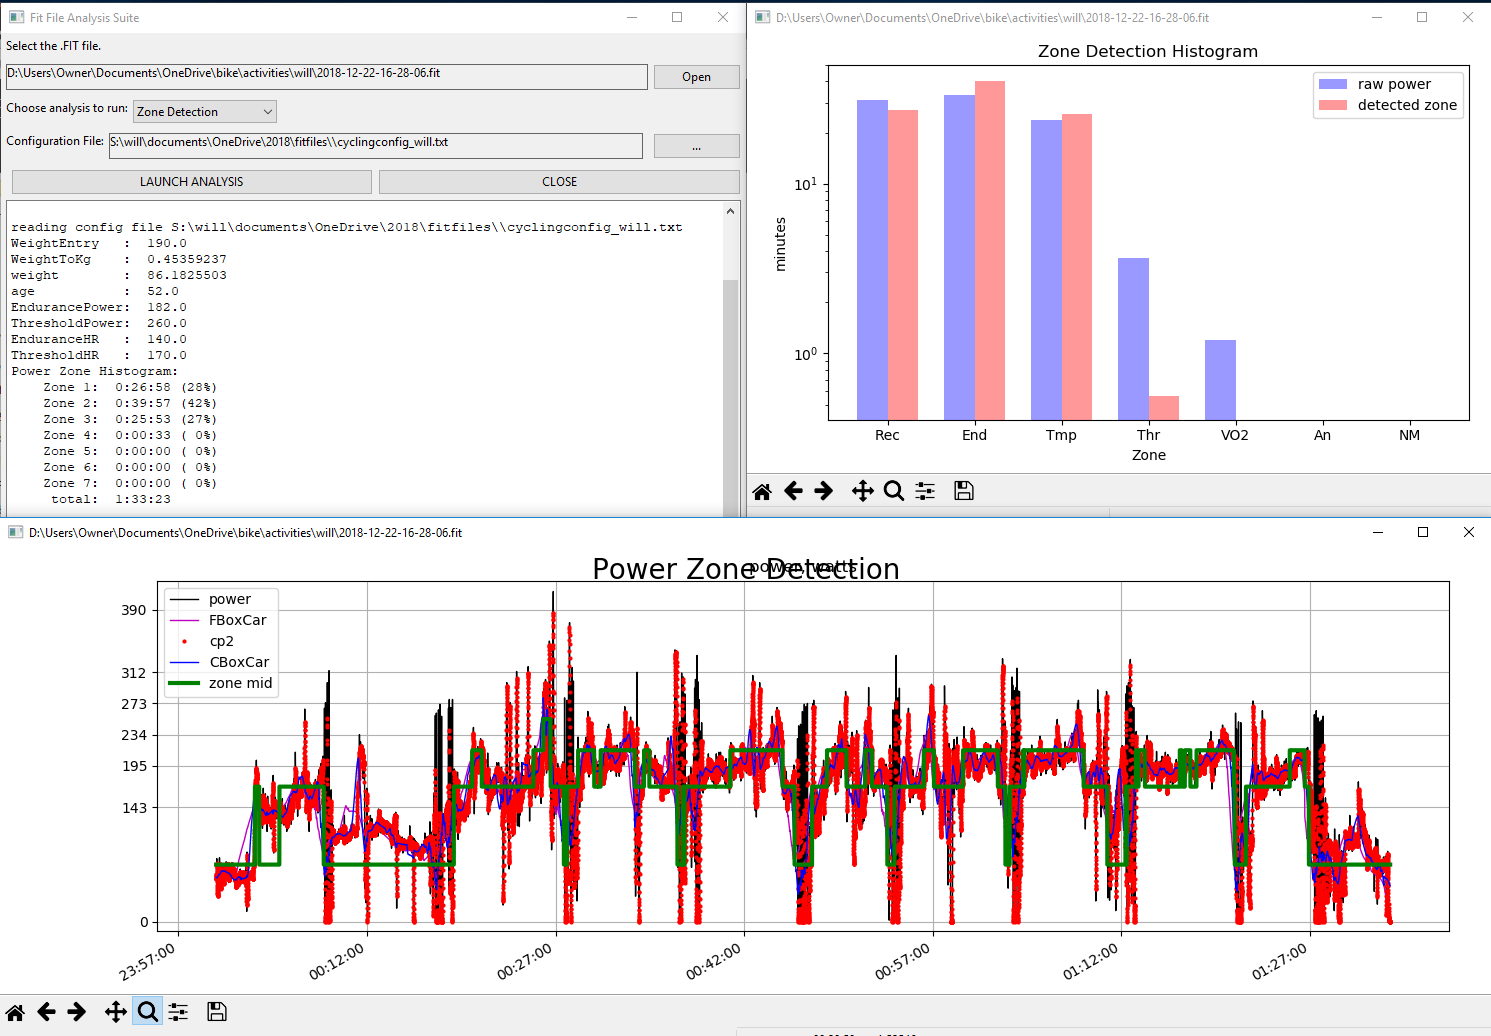 Fit File Analysis Suite
Select the .FIT file.
D:\Users\Owner\Documents\OneDrive\bike\activities\will\2018-12-22-16-28-06.fit
Open
Choose analysis to run:
Zone Detection
Configuration File:
S:\will\documents\OneDrive\2018\fitfiles\\cyclingconfig_will.txt
...
LAUNCH ANALYSIS
CLOSE
reading config file S:\will\documents\OneDrive\2018\fitfiles\\cyclingconfig_will.txt
WeightEntry   :  190.0
WeightToKg    :  0.45359237
weight        :  86.1825503
age           :  52.0
EndurancePower:  182.0
ThresholdPower:  260.0
EnduranceHR   :  140.0
ThresholdHR   :  170.0
Power Zone Histogram:
Zone 1:  0:26:58 (28%)
Zone 2:  0:39:57 (42%)
Zone 3:  0:25:53 (27%)
Zone 4:  0:00:33 ( 0%)
Zone 5:  0:00:00 ( 0%)
Zone 6:  0:00:00 ( 0%)
Zone 7:  0:00:00 ( 0%)
total:  1:33:23
D:\Users\Owner\Documents\OneDrive\bike\activities\will\2018-12-22-16-28-06.fit
Zone Detection Histogram
raw power
detected zone
10¹
10⁰
minutes
Rec End Tmp Thr VO2 An NM
Zone
D:\Users\Owner\Documents\OneDrive\bike\activities\will\2018-12-22-16-28-06.fit
Power Zone Detection
power, watts
power
FBoxCar
cp2
CBoxCar
zone mid
390
312
273
234
195
143
0
23:57:00 00:12:00 00:27:00 00:42:00 00:57:00 01:12:00 01:27:00